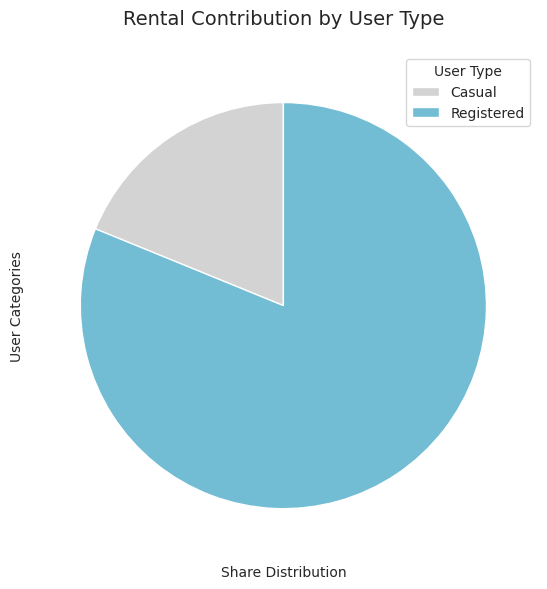 Rental Contribution by User Type
User Type
Casual
Registered
User Categories
Share Distribution